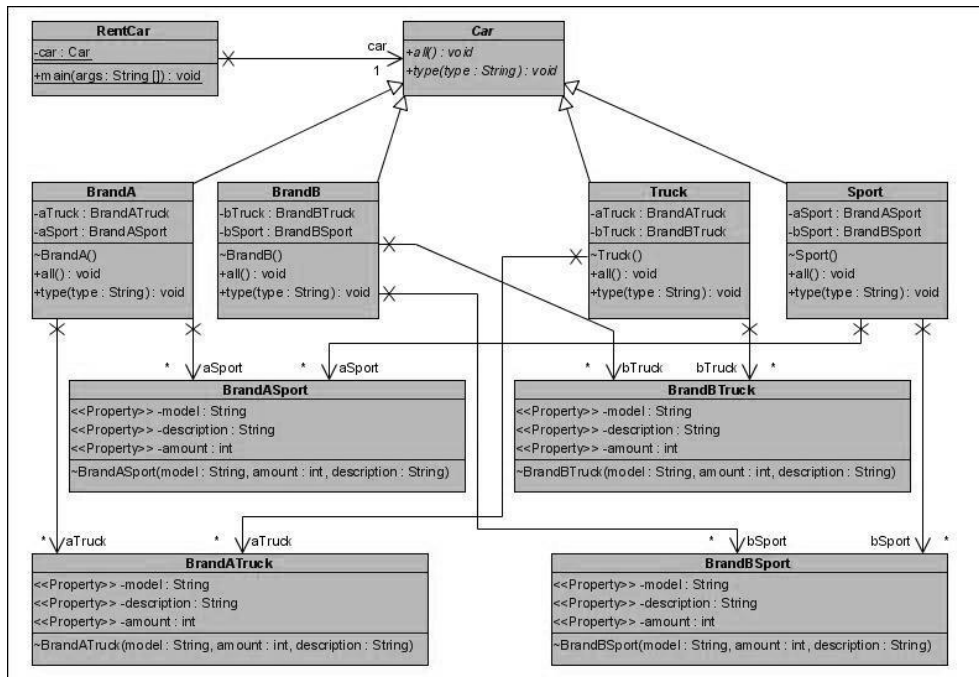 RentCar
-car : Car
+main(args : String []) : void
car
1
Car
+all() : void
+type(type : String) : void
BrandA
-aTruck : BrandATruck
-aSport : BrandASport
~BrandA()
+all() : void
+type(type : String) : void
BrandB
-bTruck : BrandBTruck
-bSport : BrandBSport
~BrandB()
+all() : void
+type(type : String) : void
Truck
-aTruck : BrandATruck
-bTruck : BrandBTruck
~Truck()
+all() : void
+type(type : String) : void
Sport
-aSport : BrandASport
-bSport : BrandBSport
~Sport()
+all() : void
+type(type : String) : void
* aSport * aSport * bTruck bTruck *
BrandASport
<<Property>> -model : String
<<Property>> -description : String
<<Property>> -amount : int
~BrandASport(model : String, amount : int, description : String)
BrandBTruck
<<Property>> -model : String
<<Property>> -description : String
<<Property>> -amount : int
~BrandBTruck(model : String, amount : int, description : String)
* aTruck * aTruck * bSport bSport *
BrandATruck
<<Property>> -model : String
<<Property>> -description : String
<<Property>> -amount : int
~BrandATruck(model : String, amount : int, description : String)
BrandBSport
<<Property>> -model : String
<<Property>> -description : String
<<Property>> -amount : int
~BrandBSport(model : String, amount : int, description : String)